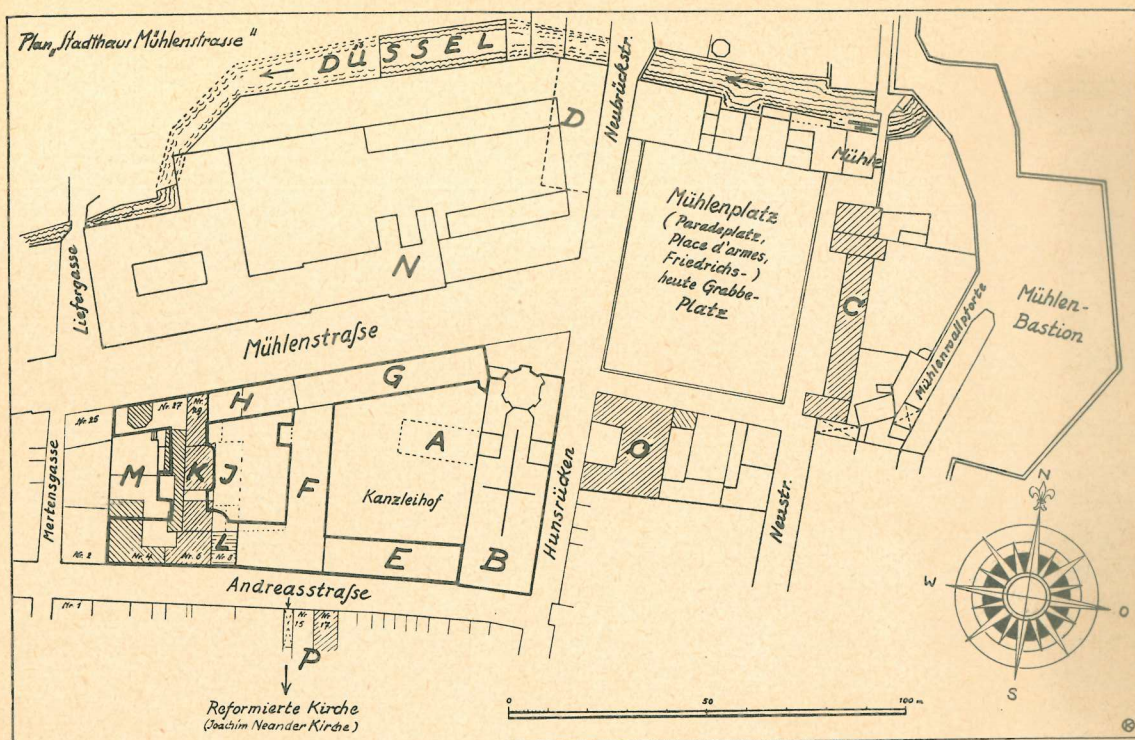 Plan „Stadthaus Mühlenstrasse"
DÜSSEL
D
Neubrückstr.
Mühle
Mühlenplatz
(Paradeplatz,
Place d'armes,
Friedrichs-)
heute Grabbe-
Platz
C
Mühlenwallpforte
Mühlen-
Bastion
Liefergasse
N
Mühlenstraße
G
H
Nr. 25
Nr. 27
Nr. 29
A
Mertensgasse
M
K
J
F
Kanzleihof
O
Hunsrücken
Neustr.
L
Nr. 2
Nr. 4
Nr. 6
Nr. 8
E
B
Andreasstraße
Nr. 1
Nr. 15
Nr. 17
P
Reformierte Kirche
(Joachim Neander Kirche)
0 50 100 m.
N
W
O
S